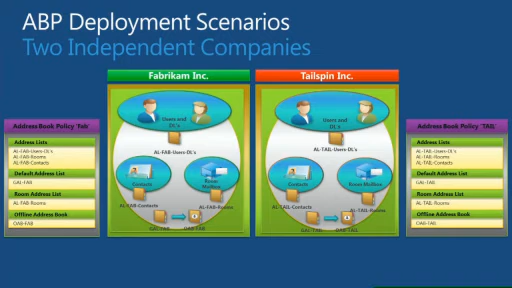 ABP Deployment Scenarios
Two Independent Companies
Address Book Policy 'Fab'
Address Lists
AL-FAB-Users-DL's
AL-FAB-Rooms
AL-FAB-Contacts
Default Address List
GAL-FAB
Room Address List
AL-FAB-Rooms
Offline Address Book
OAB-FAB
Fabrikam Inc.
Users and
DL's
AL-FAB-Users-DL's
Contacts
Room
Mailbox
AL-FAB-Contacts
AL-FAB-Rooms
GAL-FAB
OAB-FAB
Tailspin Inc.
Users and
DL's
AL-TAIL-Users-DL's
Contacts
Room Mailbox
AL-TAIL-Contacts
AL-TAIL-Rooms
GAL-TAIL
OAB-TAIL
Address Book Policy 'TAIL'
Address Lists
AL-TAIL-Users-DL's
AL-TAIL-Rooms
AL-TAIL-Contacts
Default Address List
GAL-TAIL
Room Address List
AL-TAIL-Rooms
Offline Address Book
OAB-TAIL